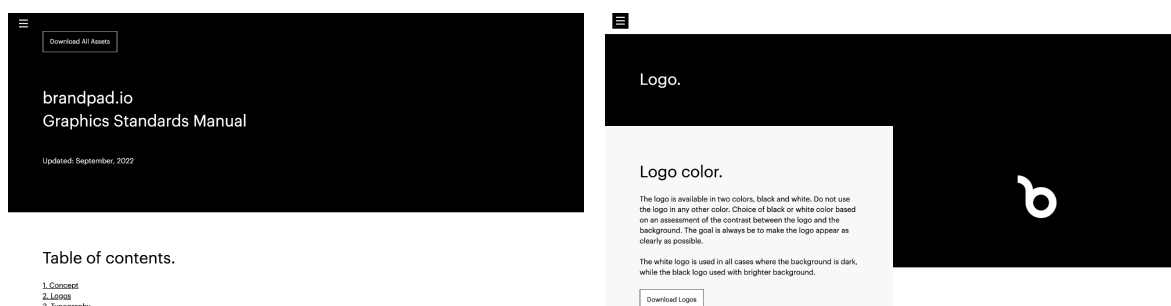 Download All Assets
brandpad.io
Graphics Standards Manual
Updated: September, 2022
Table of contents.
1. Concept
2. Logos
3. Typography
Logo.
Logo color.
The logo is available in two colors, black and white. Do not use
the logo in any other color. Choice of black or white color based
on an assessment of the contrast between the logo and the
background. The goal is always be to make the logo appear as
clearly as possible.
The white logo is used in all cases where the background is dark,
while the black logo used with brighter background.
Download Logos